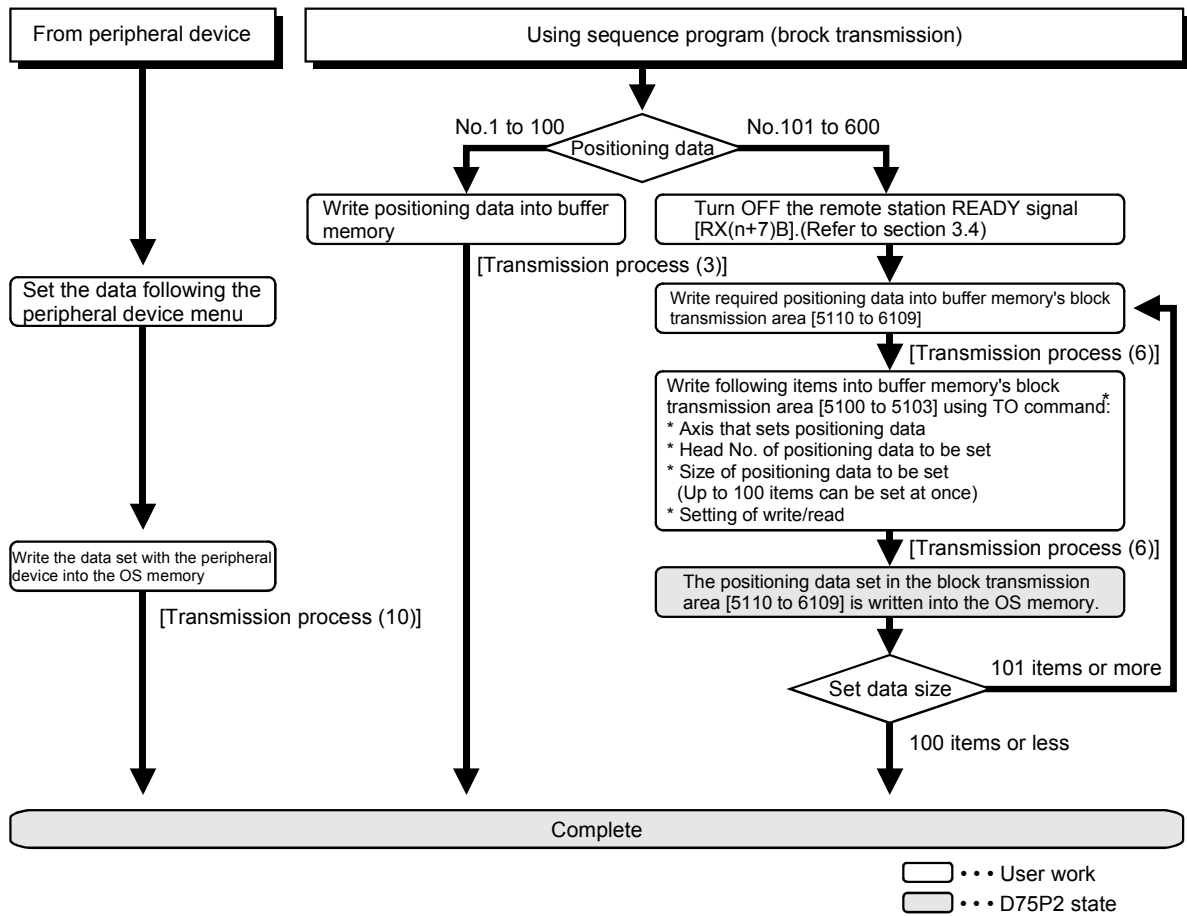 From peripheral device
Using sequence program (brock transmission)
No.1 to 100
No.101 to 600
Positioning data
Write positioning data into buffer
memory
Turn OFF the remote station READY signal
[RX(n+7)B].(Refer to section 3.4)
[Transmission process (3)]
Set the data following the
peripheral device menu
Write required positioning data into buffer memory's block
transmission area [5110 to 6109]
[Transmission process (6)]
Write following items into buffer memory's block
transmission area [5100 to 5103] using TO command:*
* Axis that sets positioning data
* Head No. of positioning data to be set
* Size of positioning data to be set
(Up to 100 items can be set at once)
* Setting of write/read
[Transmission process (6)]
Write the data set with the peripheral
device into the OS memory
[Transmission process (10)]
The positioning data set in the block transmission
area [5110 to 6109] is written into the OS memory.
101 items or more
Set data size
100 items or less
Complete
• • • User work
• • • D75P2 state